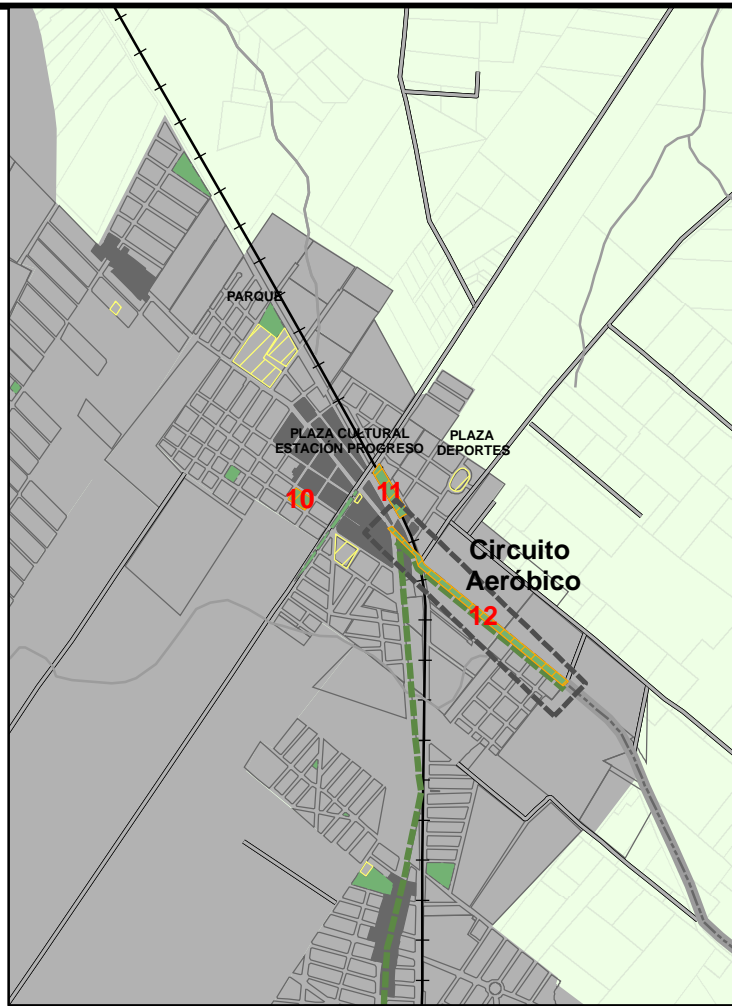 PARQUE
PLAZA CULTURAL
ESTACIÓN PROGRESO
PLAZA
DEPORTES
10
11
Circuito
Aeróbico
12